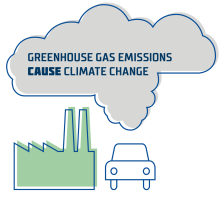 GREENHOUSE GAS EMISSIONS
CAUSE CLIMATE CHANGE